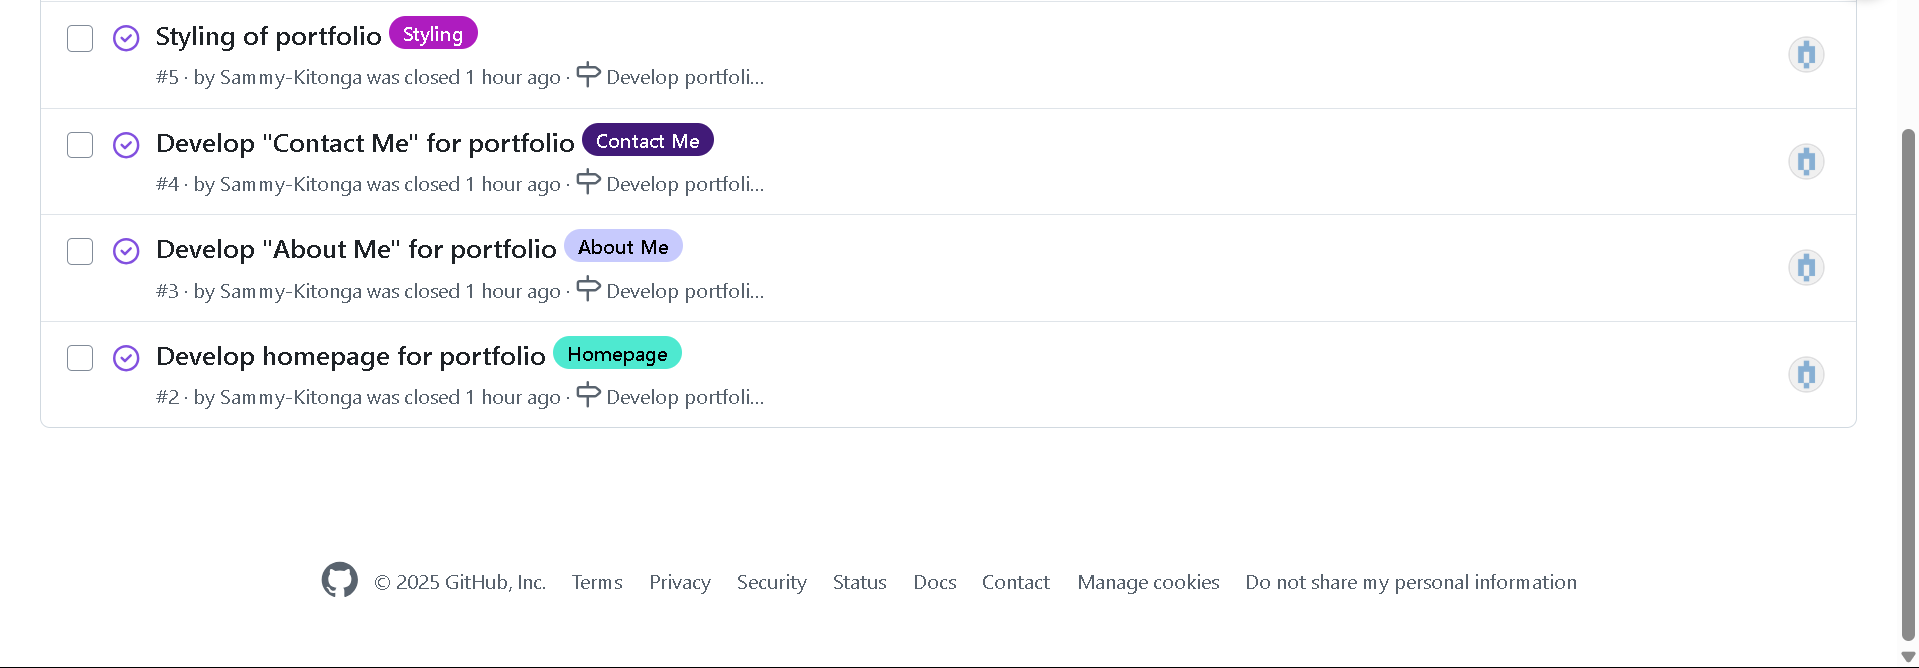 Styling of portfolio Styling
#5 · by Sammy-Kitonga was closed 1 hour ago · Develop portfoli...
Develop "Contact Me" for portfolio Contact Me
#4 · by Sammy-Kitonga was closed 1 hour ago · Develop portfoli...
Develop "About Me" for portfolio About Me
#3 · by Sammy-Kitonga was closed 1 hour ago · Develop portfoli...
Develop homepage for portfolio Homepage
#2 · by Sammy-Kitonga was closed 1 hour ago · Develop portfoli...
© 2025 GitHub, Inc. Terms Privacy Security Status Docs Contact Manage cookies Do not share my personal information